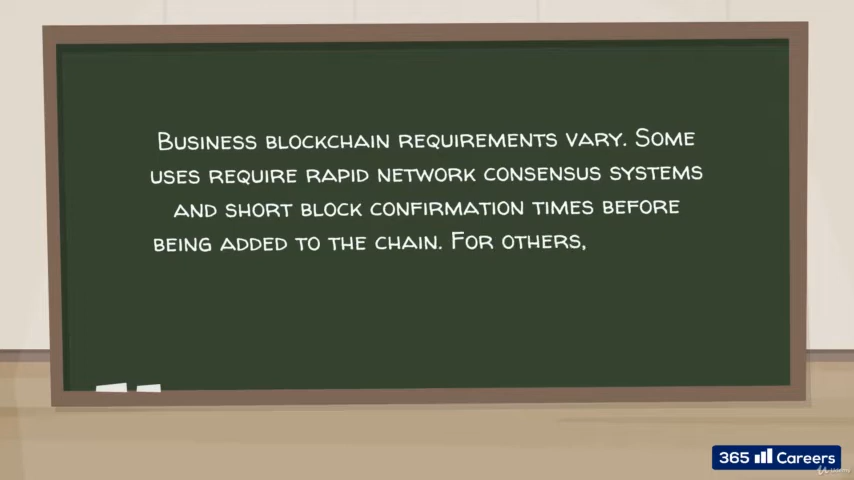 Business blockchain requirements vary. Some
uses require rapid network consensus systems
and short block confirmation times before
being added to the chain. For others,
365 Careers
Udemy